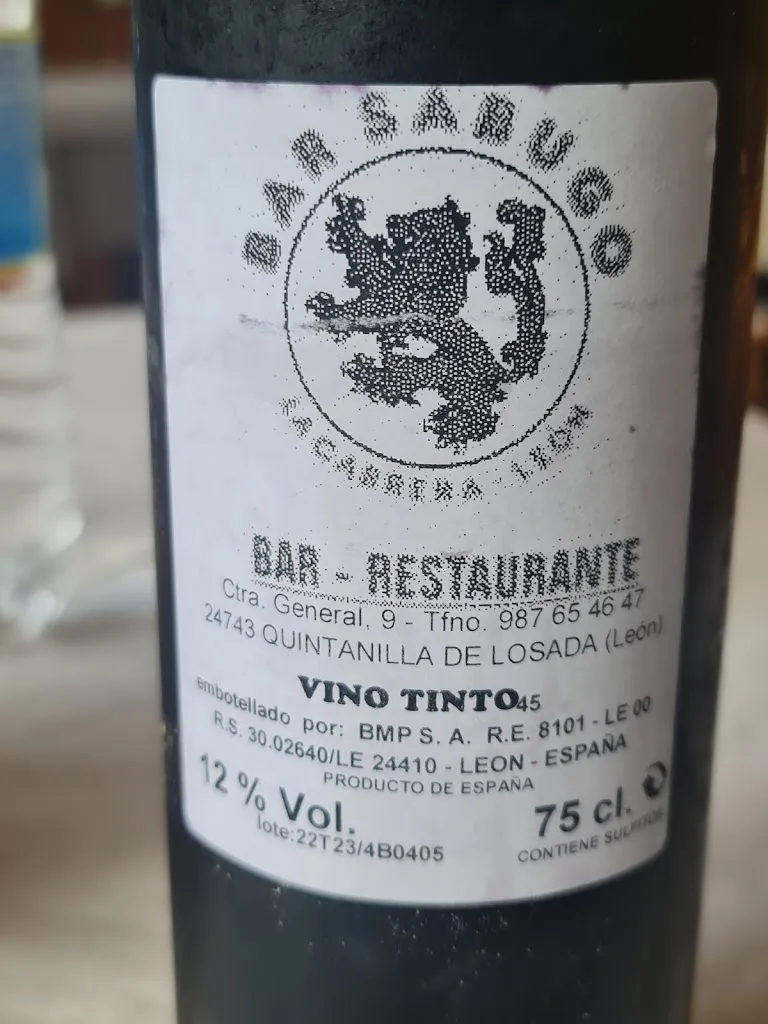 BAR SABUGO
LA CABRERA - LEON
BAR - RESTAURANTE
Ctra. General, 9 - Tfno. 987 65 46 47
24743 QUINTANILLA DE LOSADA (León)
VINO TINTO 45
embotellado por: BMP S. A. R.E. 8101 - LE 00
R.S. 30.02640/LE 24410 - LEON - ESPAÑA
PRODUCTO DE ESPAÑA
12 % Vol. 75 cl.
lote:22T23/4B0405 CONTIENE SULFITOS